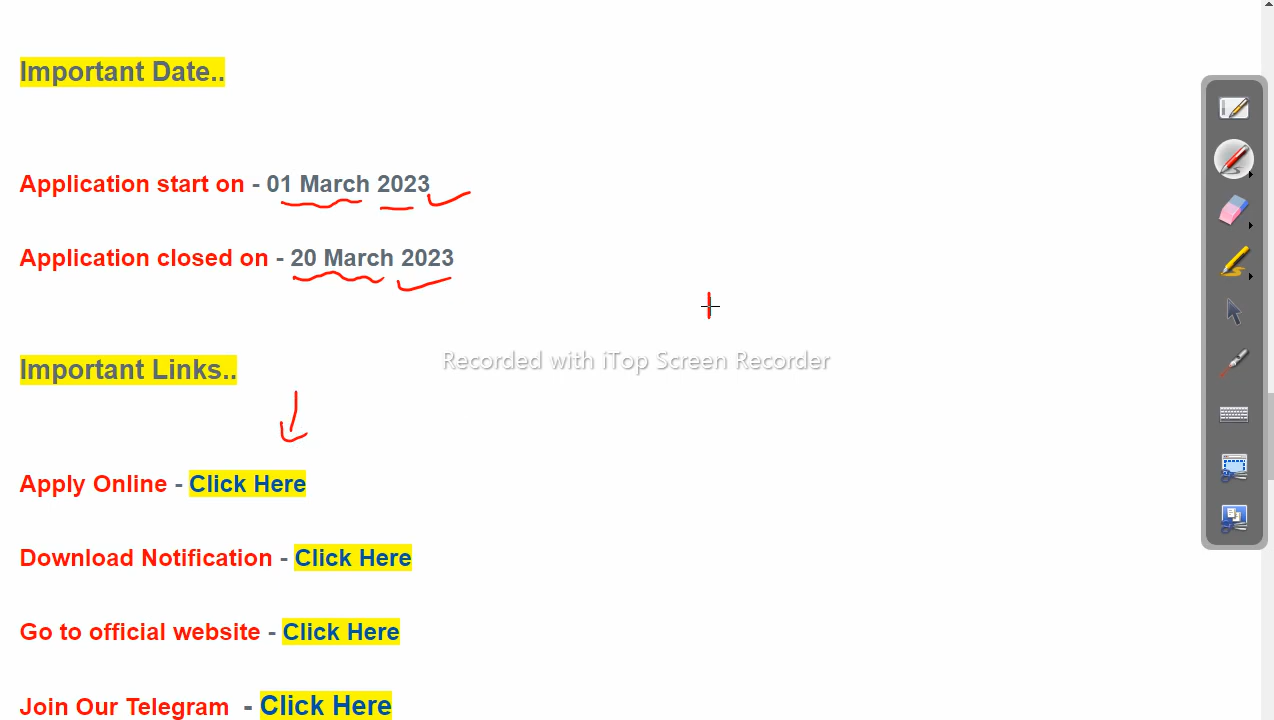 Important Date..
Application start on - 01 March 2023
Application closed on - 20 March 2023
Important Links..
Recorded with iTop Screen Recorder
Apply Online - Click Here
Download Notification - Click Here
Go to official website - Click Here
Join Our Telegram - Click Here